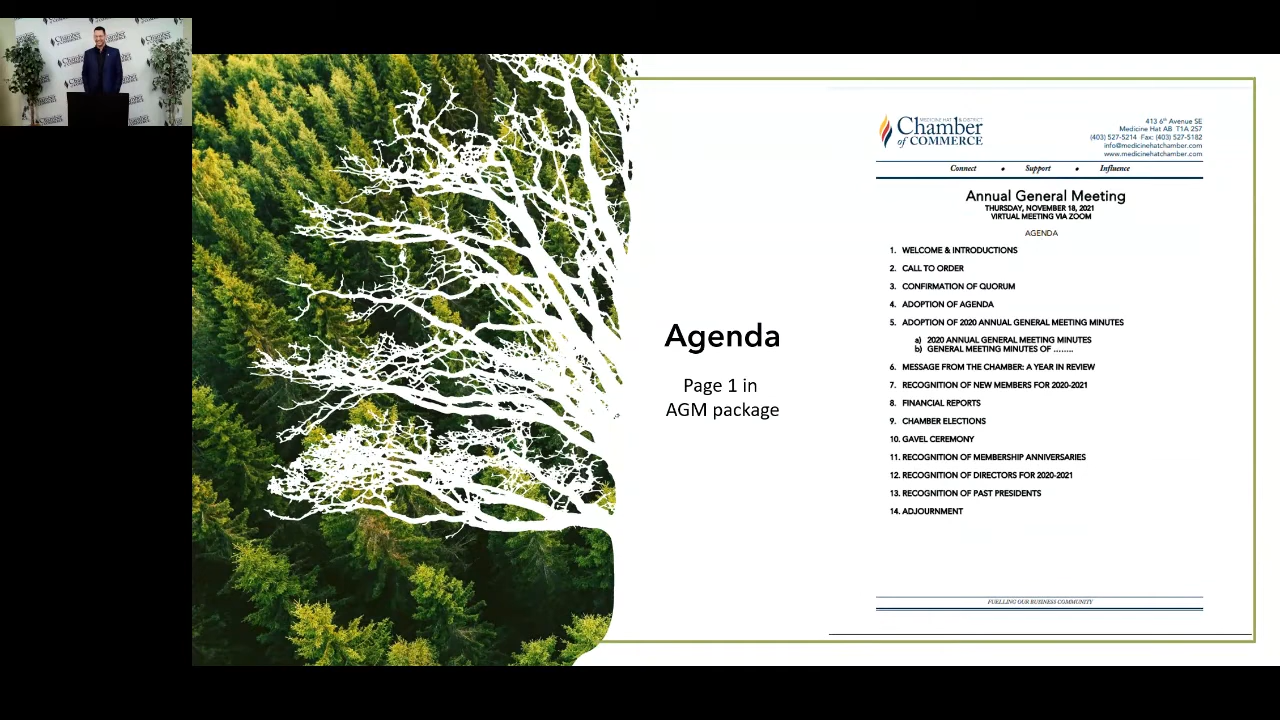 Chamber
of COMMERCE
Agenda
Page 1 in
AGM package
MEDICINE HAT & DISTRICT
Chamber
of COMMERCE
413 6th Avenue SE
Medicine Hat AB T1A 2S7
(403) 527-5214 Fax: (403) 527-5182
info@medicinehatchamber.com
www.medicinehatchamber.com
Connect • Support • Influence
Annual General Meeting
THURSDAY, NOVEMBER 18, 2021
VIRTUAL MEETING VIA ZOOM
AGENDA
1. WELCOME & INTRODUCTIONS
2. CALL TO ORDER
3. CONFIRMATION OF QUORUM
4. ADOPTION OF AGENDA
5. ADOPTION OF 2020 ANNUAL GENERAL MEETING MINUTES
a) 2020 ANNUAL GENERAL MEETING MINUTES
b) GENERAL MEETING MINUTES OF ........
6. MESSAGE FROM THE CHAMBER: A YEAR IN REVIEW
7. RECOGNITION OF NEW MEMBERS FOR 2020-2021
8. FINANCIAL REPORTS
9. CHAMBER ELECTIONS
10. GAVEL CEREMONY
11. RECOGNITION OF MEMBERSHIP ANNIVERSARIES
12. RECOGNITION OF DIRECTORS FOR 2020-2021
13. RECOGNITION OF PAST PRESIDENTS
14. ADJOURNMENT
FUELLING OUR BUSINESS COMMUNITY